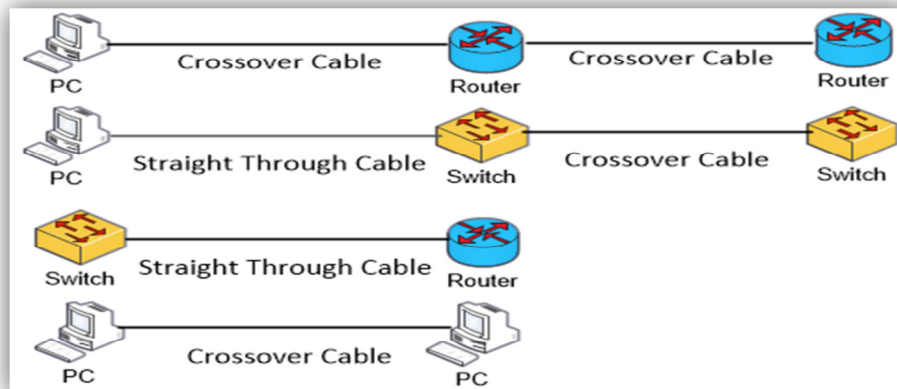 Crossover Cable
Crossover Cable
PC
Router
Router
Straight Through Cable
Crossover Cable
PC
Switch
Switch
Straight Through Cable
Switch
Router
Crossover Cable
PC
PC